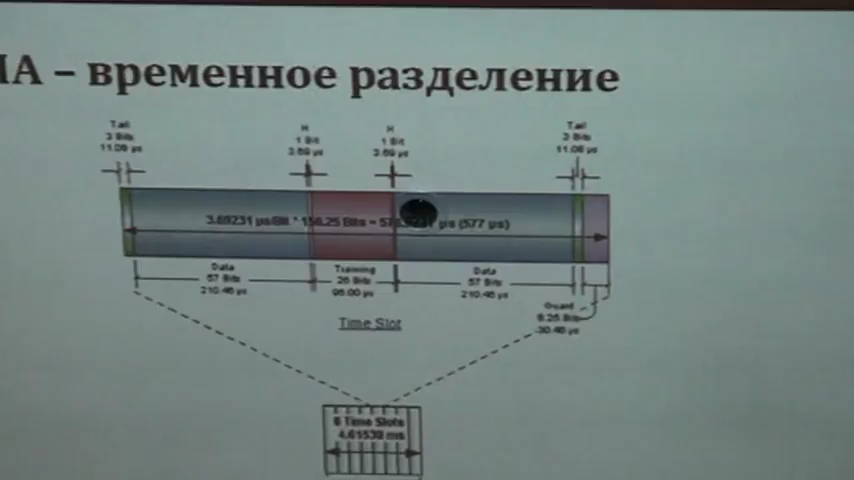 – временное разделение
Tail
3 Bits
11.08 µs
H
1 Bit
3.69 µs
H
1 Bit
3.69 µs
Tail
3 Bits
11.08 µs
3.69231 µs/Bit * 156.25 Bits = µs (577 µs)
Data
57 Bits
210.46 µs
Training
26 Bits
96.00 µs
Data
57 Bits
210.46 µs
Guard
8.25 Bits
30.46 µs
Time Slot
8 Time Slots
4.61538 ms